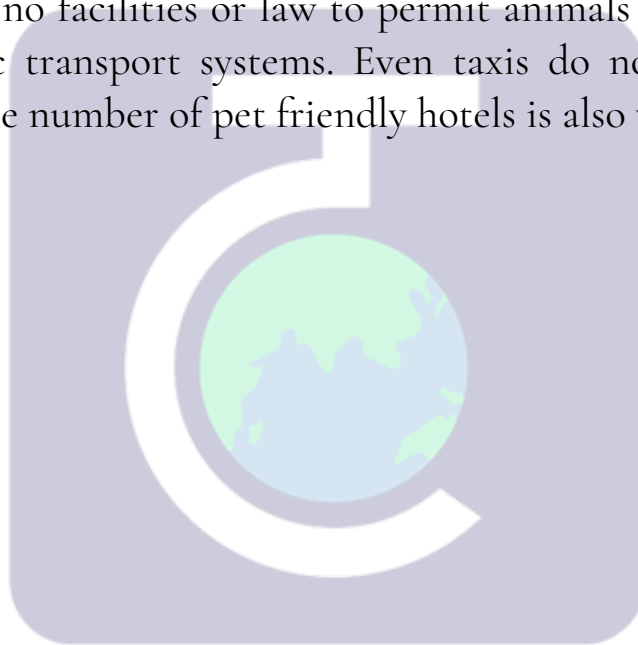 no facilities or law to permit animals
transport systems. Even taxis do
number of pet friendly hotels is also